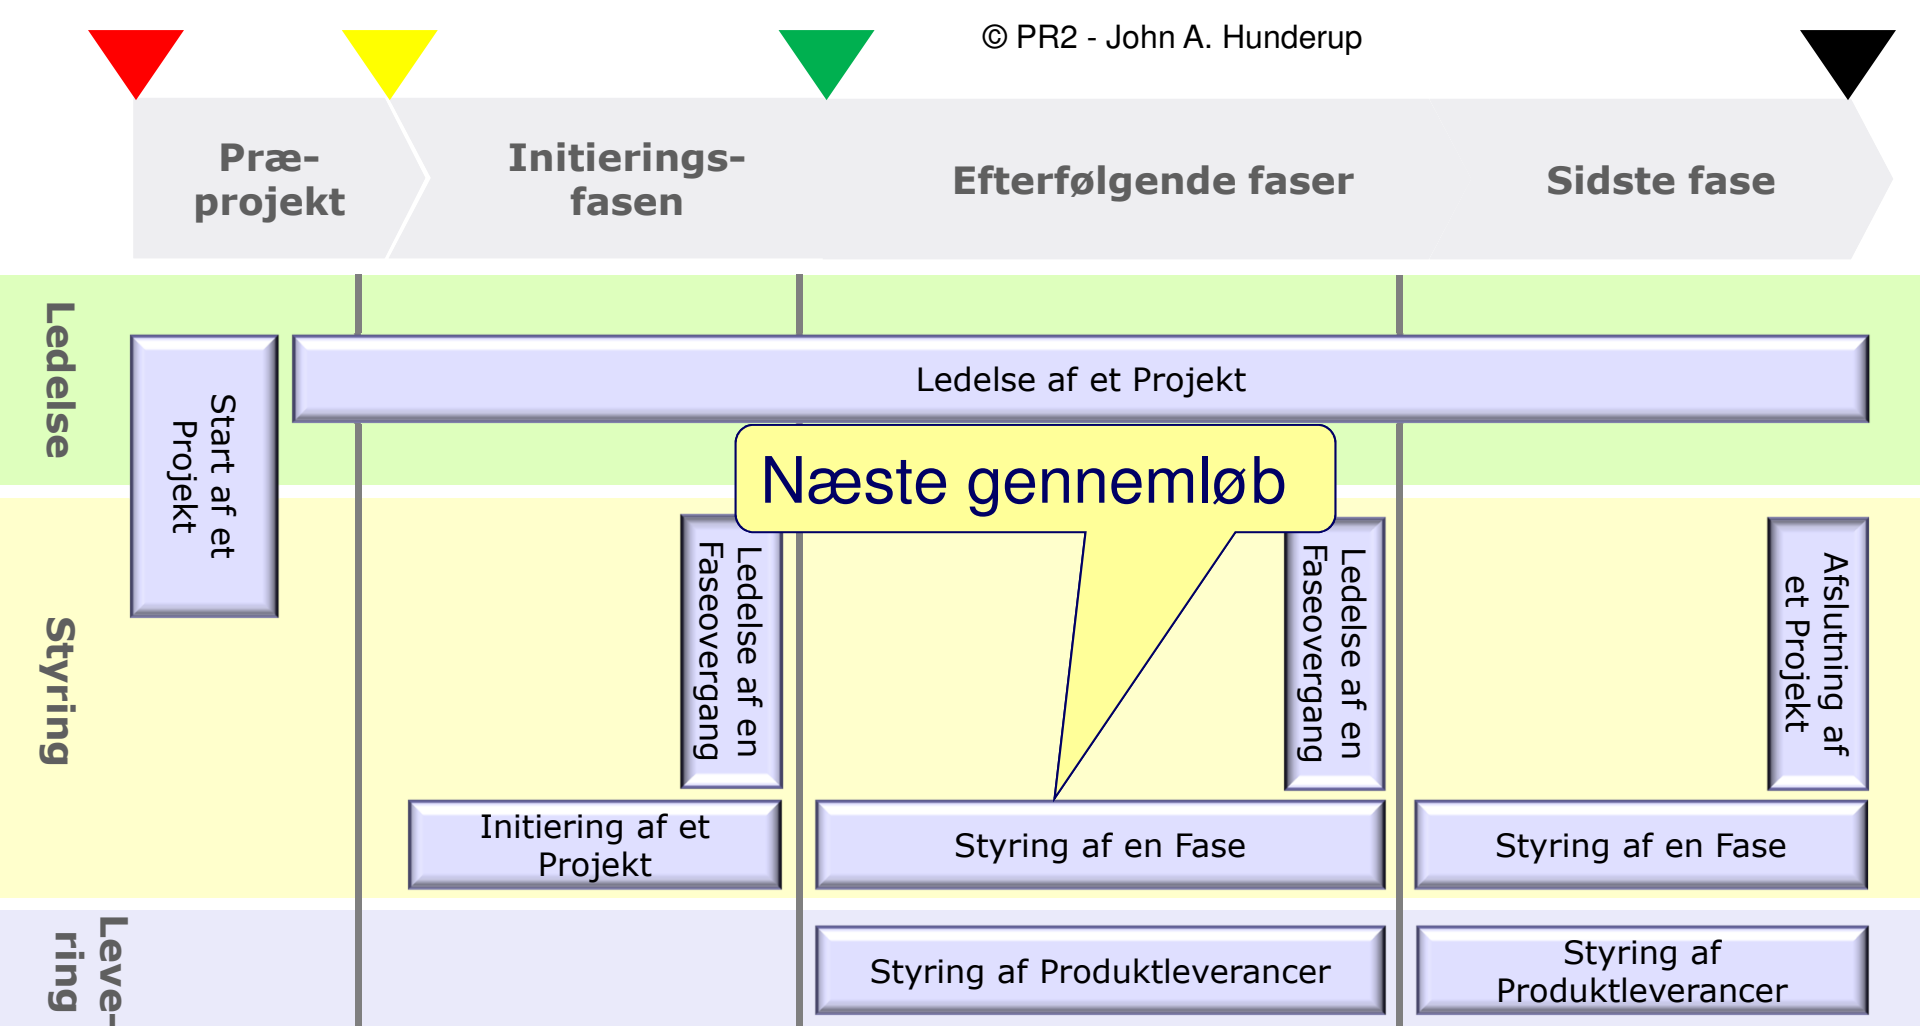 © PR2 - John A. Hunderup
Præ-
projekt
Initierings-
fasen
Efterfølgende faser
Sidste fase
Ledelse
Start af et
Projekt
Ledelse af et Projekt
Næste gennemløb
Styring
Ledelse af en
Faseovergang
Ledelse af en
Faseovergang
Afslutning af
et Projekt
Initiering af et
Projekt
Styring af en Fase
Styring af en Fase
Leve-
ring
Styring af Produktleverancer
Styring af
Produktleverancer